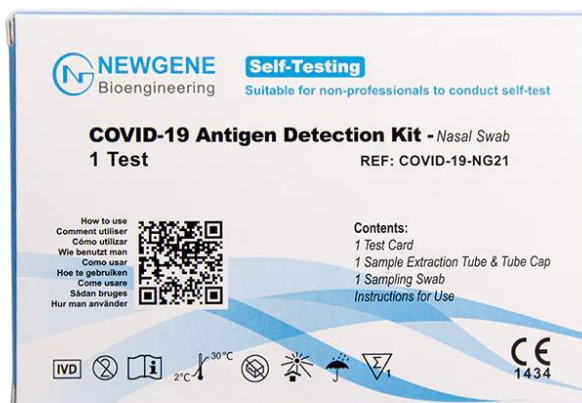 NEWGENE
Bioengineering
Self-Testing
Suitable for non-professionals to conduct self-test
COVID-19 Antigen Detection Kit - Nasal Swab
1 Test
REF: COVID-19-NG21
How to use
Comment utiliser
Cómo utilizar
Wie benutzt man
Como usar
Hoe te gebruiken
Come usare
Sådan bruges
Hur man använder
Contents:
1 Test Card
1 Sample Extraction Tube & Tube Cap
1 Sampling Swab
Instructions for Use
IVD
2
i
2°C
30°C
Σ
1
CE
1434